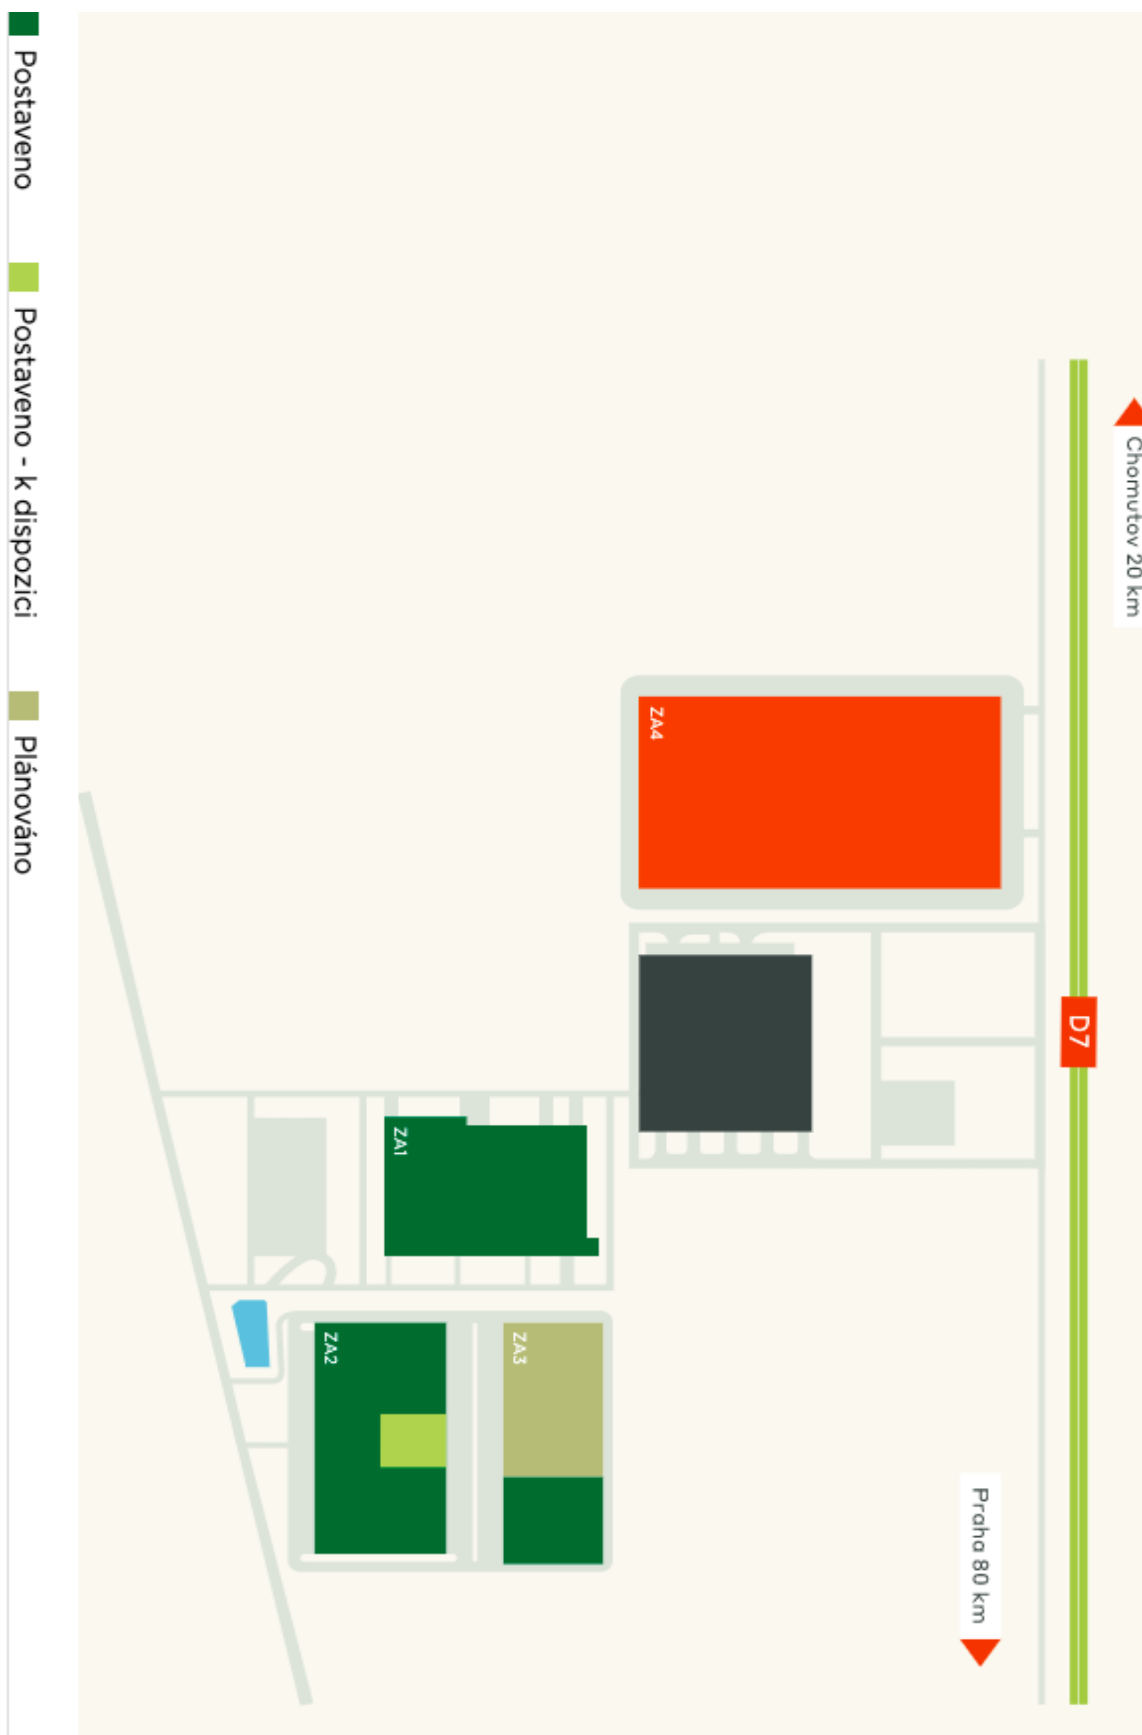 Chomutov 20 km
D7
Praha 80 km
ZA4
ZA1
ZA3
ZA2
Postaveno
Postaveno - k dispozici
Plánováno